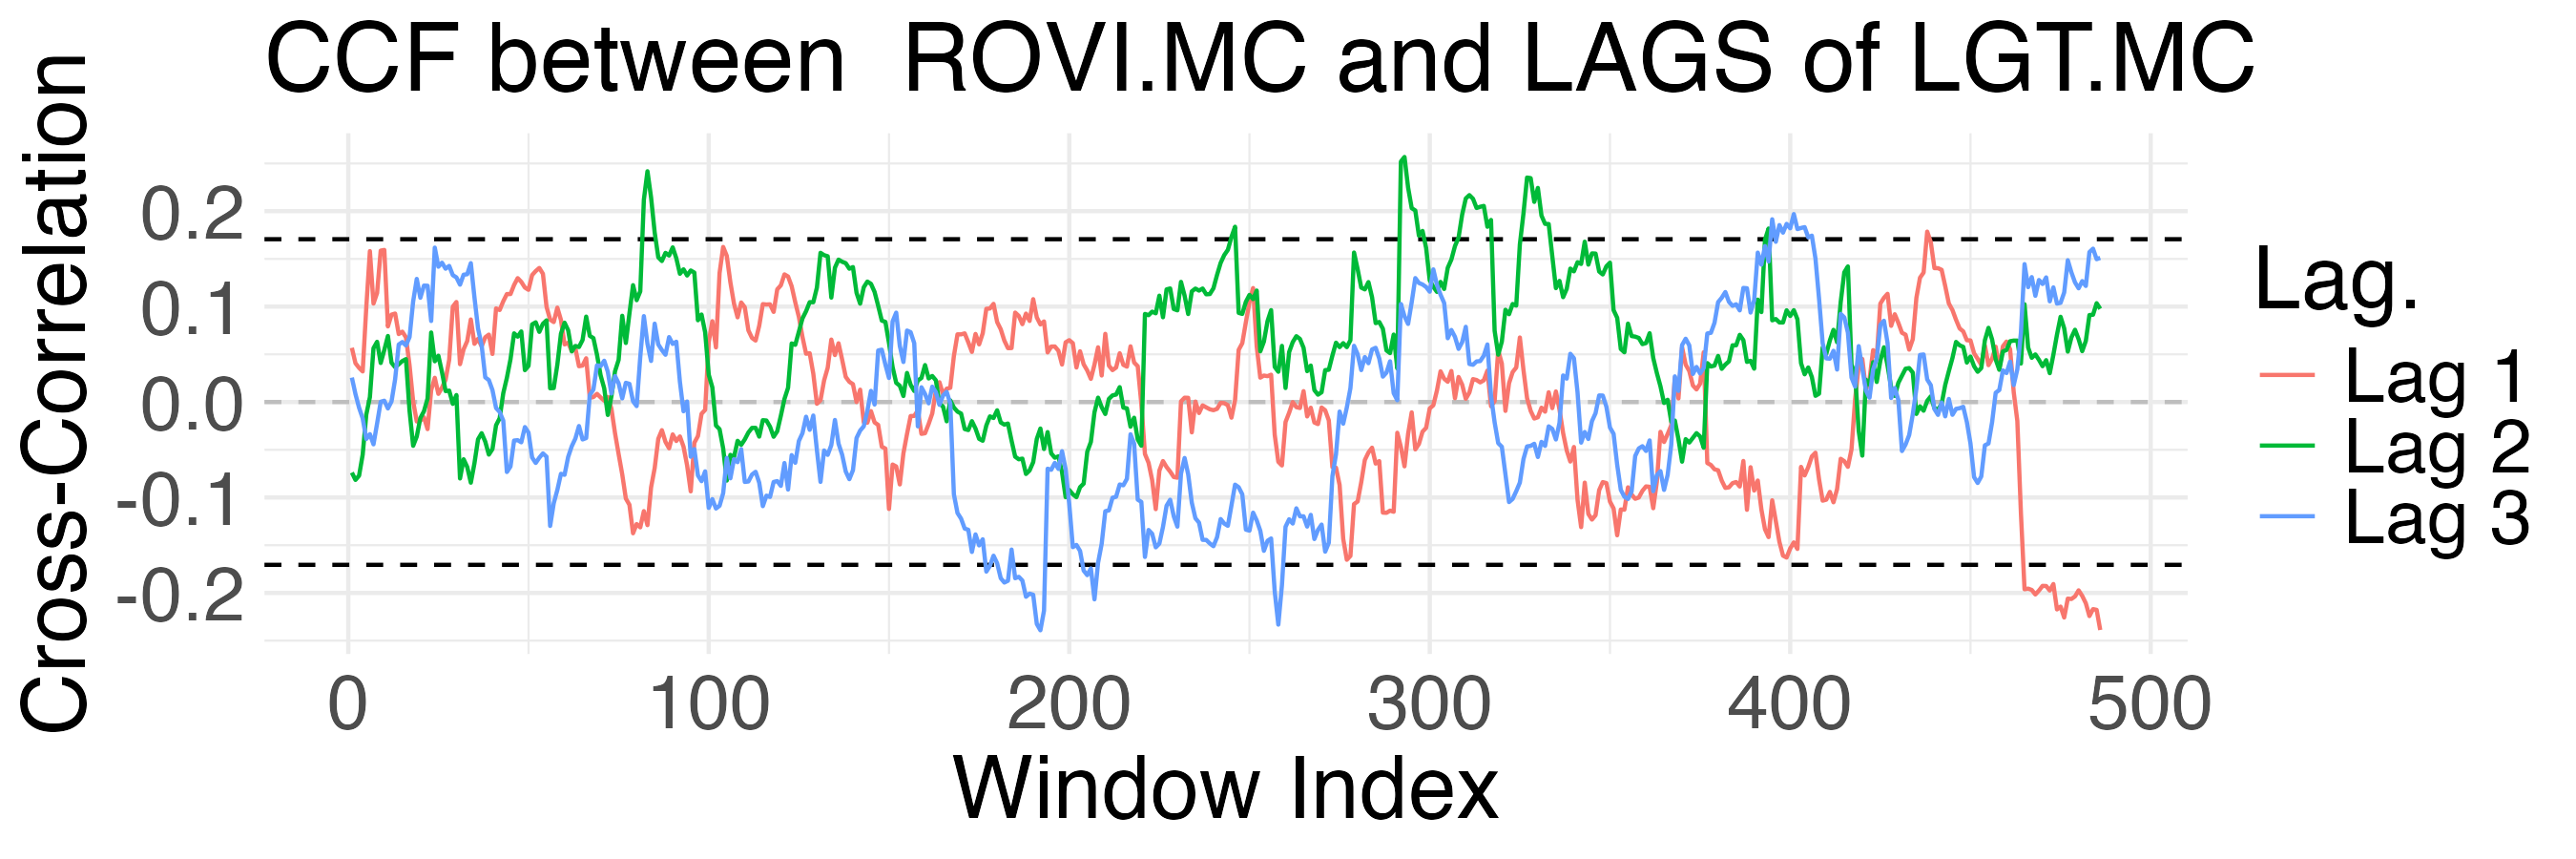 CCF between  ROVI.MC and LAGS of LGT.MC
Cross-Correlation
0.2
0.1
0.0
-0.1
-0.2
0 100 200 300 400 500
Window Index
Lag.
Lag 1
Lag 2
Lag 3